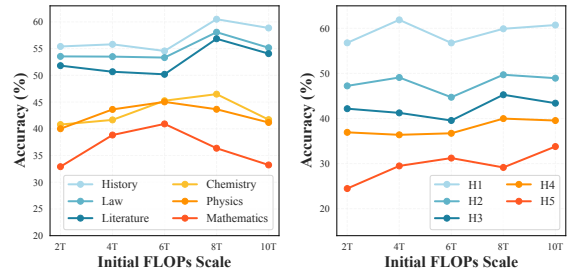 60
55
50
45
40
35
30
25
20
Accuracy (%)
2T 4T 6T 8T 10T
Initial FLOPs Scale
History
Law
Literature
Chemistry
Physics
Mathematics
60
50
40
30
20
Accuracy (%)
2T 4T 6T 8T 10T
Initial FLOPs Scale
H1
H2
H3
H4
H5